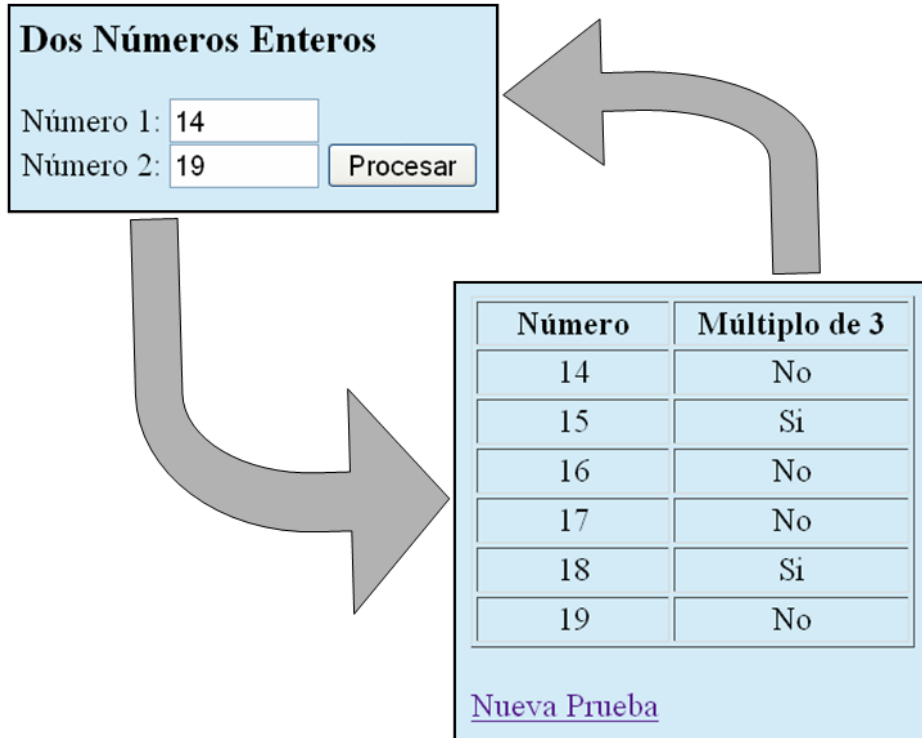 Dos Números Enteros
Número 1: 14
Número 2: 19 Procesar
Número Múltiplo de 3
14 No
15 Si
16 No
17 No
18 Si
19 No
Nueva Prueba